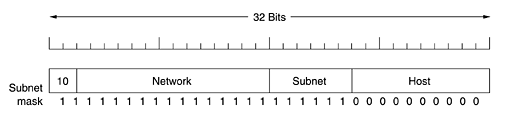 32 Bits
10 Network Subnet Host
Subnet
mask 1 1 1 1 1 1 1 1 1 1 1 1 1 1 1 1 1 1 1 1 1 1 0 0 0 0 0 0 0 0 0 0